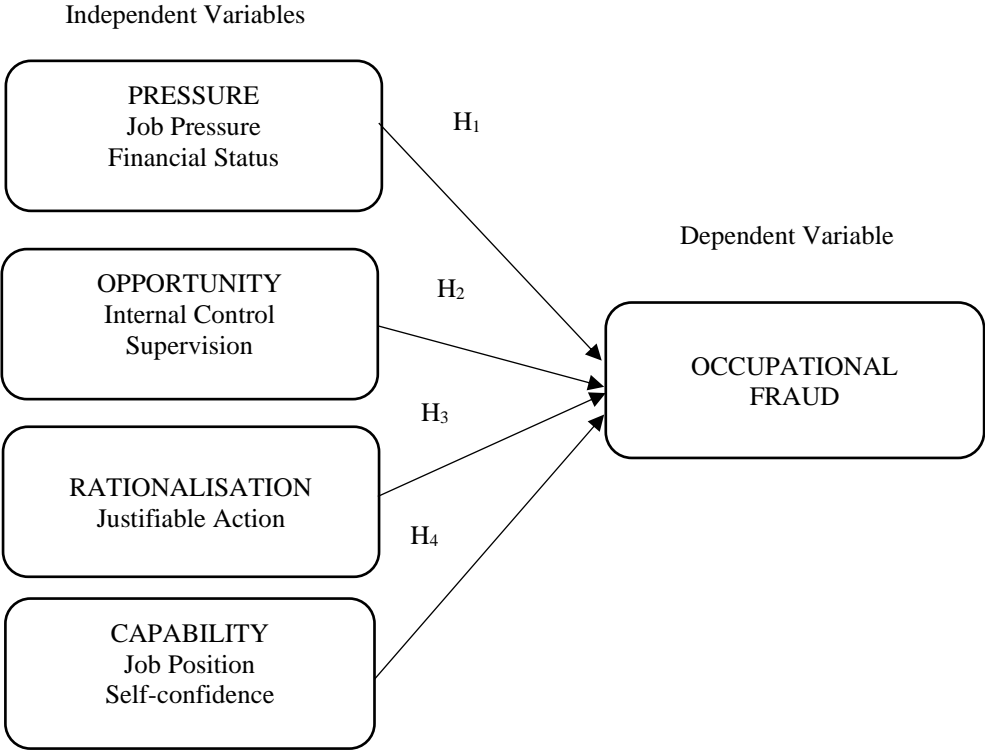 Independent Variables
PRESSURE
Job Pressure
Financial Status
H₁
OPPORTUNITY
Internal Control
Supervision
H₂
RATIONALISATION
Justifiable Action
H₃
CAPABILITY
Job Position
Self-confidence
H₄
Dependent Variable
OCCUPATIONAL
FRAUD